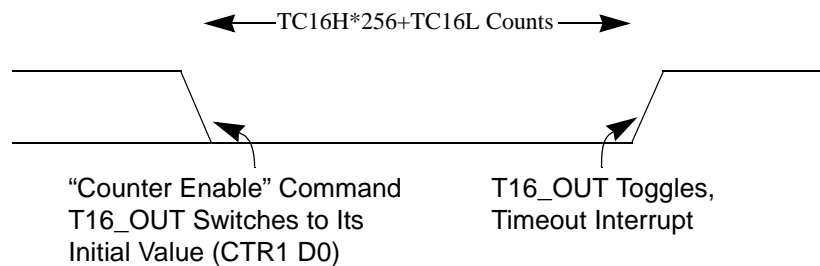 TC16H*256+TC16L Counts
“Counter Enable” Command
T16_OUT Switches to Its
Initial Value (CTR1 D0)
T16_OUT Toggles,
Timeout Interrupt